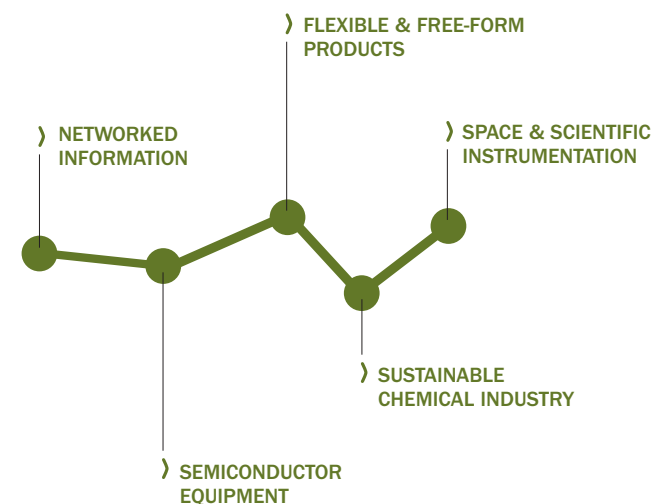 FLEXIBLE & FREE-FORM
PRODUCTS
NETWORKED
INFORMATION
SPACE & SCIENTIFIC
INSTRUMENTATION
SUSTAINABLE
CHEMICAL INDUSTRY
SEMICONDUCTOR
EQUIPMENT